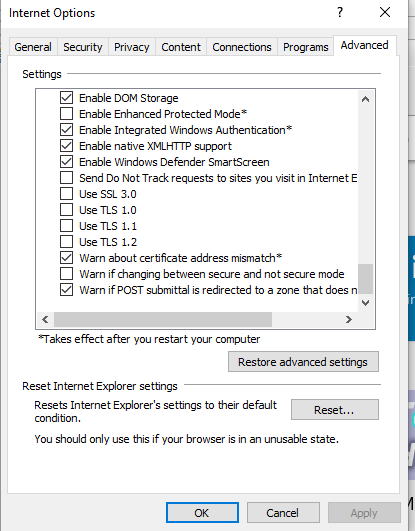 Internet Options
?
General Security Privacy Content Connections Programs Advanced
Settings
Enable DOM Storage
Enable Enhanced Protected Mode*
Enable Integrated Windows Authentication*
Enable native XMLHTTP support
Enable Windows Defender SmartScreen
Send Do Not Track requests to sites you visit in Internet E
Use SSL 3.0
Use TLS 1.0
Use TLS 1.1
Use TLS 1.2
Warn about certificate address mismatch*
Warn if changing between secure and not secure mode
Warn if POST submittal is redirected to a zone that does n
*Takes effect after you restart your computer
Restore advanced settings
Reset Internet Explorer settings
Resets Internet Explorer's settings to their default
condition.
Reset...
You should only use this if your browser is in an unusable state.
OK Cancel Apply